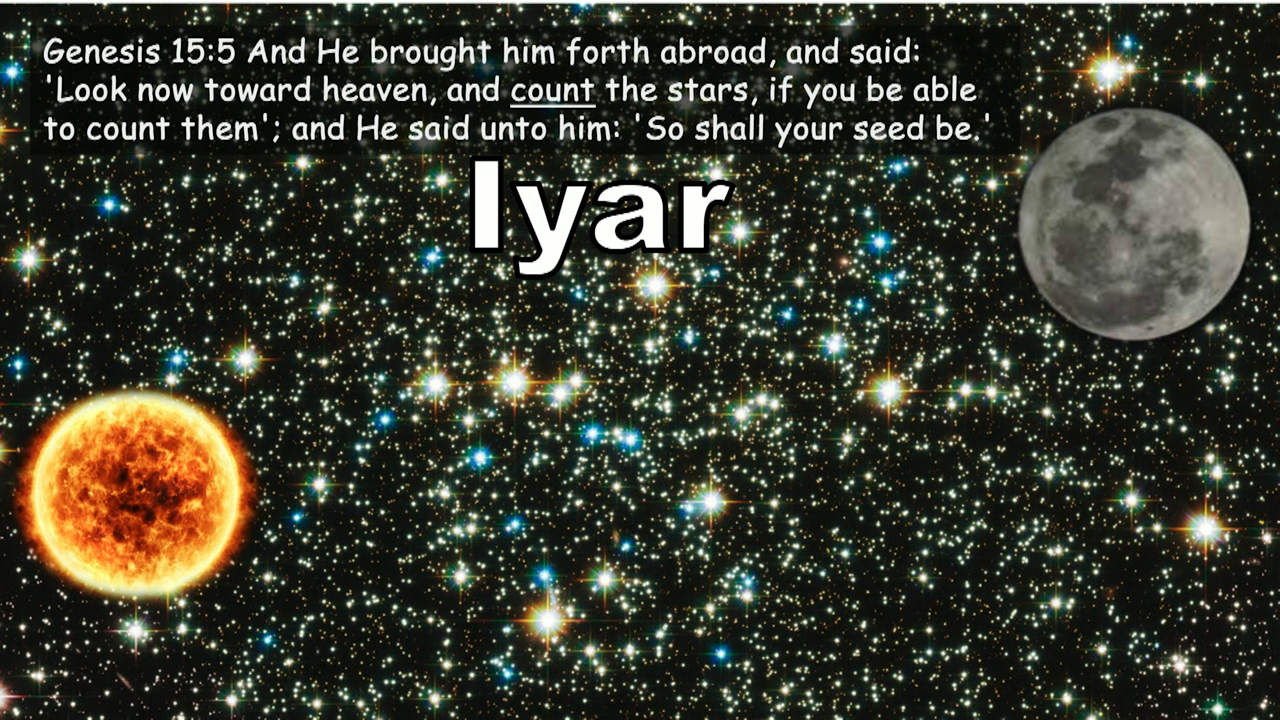 Genesis 15:5 And He brought him forth abroad, and said:
'Look now toward heaven, and count the stars, if you be able
to count them'; and He said unto him: 'So shall your seed be.'
Iyar